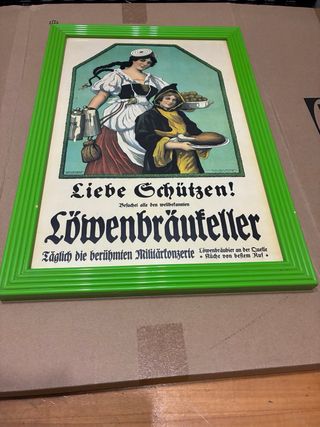 Liebe Schützen!
Besuchet alle den weltbekannten
Löwenbräukeller
Täglich die berühmten Militärkonzerte
Löwenbräubier an der Quelle
• Küche von bestem Ruf •